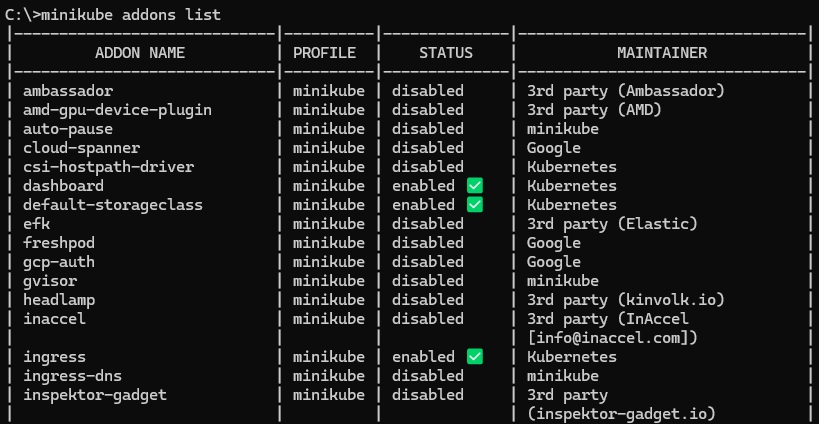 C:\>minikube addons list
|-----------------------------|----------|--------------|--------------------------------|
|         ADDON NAME          | PROFILE  |    STATUS    |           MAINTAINER           |
|-----------------------------|----------|--------------|--------------------------------|
| ambassador                  | minikube | disabled     | 3rd party (Ambassador)         |
| amd-gpu-device-plugin       | minikube | disabled     | 3rd party (AMD)                |
| auto-pause                  | minikube | disabled     | minikube                       |
| cloud-spanner               | minikube | disabled     | Google                         |
| csi-hostpath-driver         | minikube | disabled     | Kubernetes                     |
| dashboard                   | minikube | enabled ✅   | Kubernetes                     |
| default-storageclass        | minikube | enabled ✅   | Kubernetes                     |
| efk                         | minikube | disabled     | 3rd party (Elastic)            |
| freshpod                    | minikube | disabled     | Google                         |
| gcp-auth                    | minikube | disabled     | Google                         |
| gvisor                      | minikube | disabled     | minikube                       |
| headlamp                    | minikube | disabled     | 3rd party (kinvolk.io)         |
| inaccel                     | minikube | disabled     | 3rd party (InAccel             |
|                             |          |              | [info@inaccel.com])            |
| ingress                     | minikube | enabled ✅   | Kubernetes                     |
| ingress-dns                 | minikube | disabled     | minikube                       |
| inspektor-gadget            | minikube | disabled     | 3rd party                      |
|                             |          |              | (inspektor-gadget.io)          |